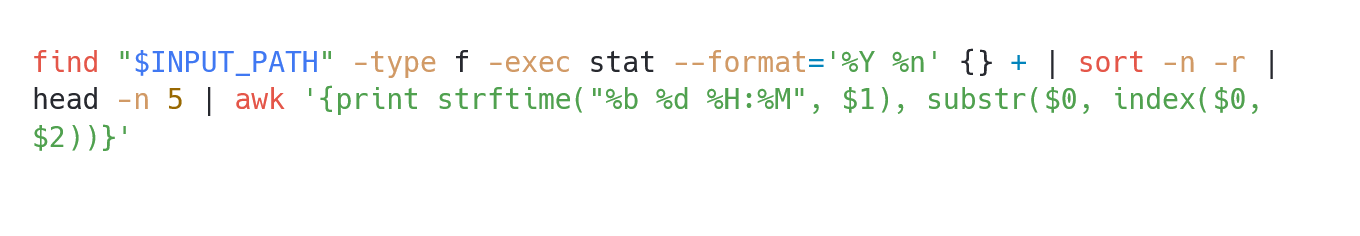 find "$INPUT_PATH" -type f -exec stat --format='%Y %n' {} + | sort -n -r |
head -n 5 | awk '{print strftime("%b %d %H:%M", $1), substr($0, index($0,
$2))}'